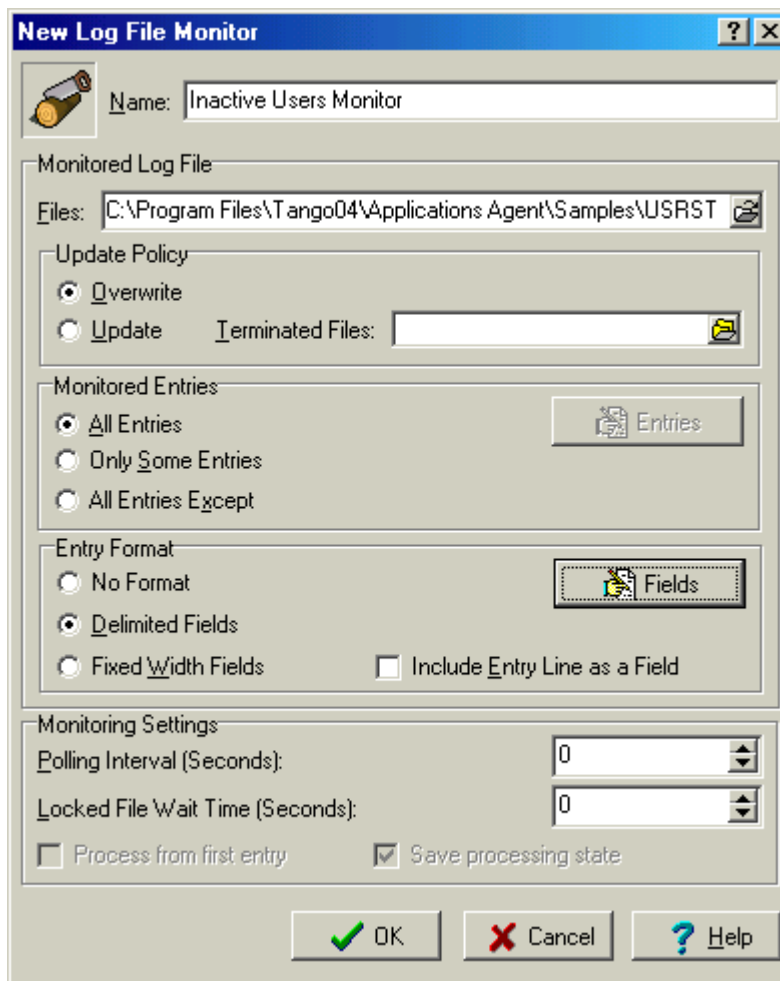 New Log File Monitor
Name: Inactive Users Monitor
Monitored Log File
Files: C:\Program Files\Tango04\Applications Agent\Samples\USRST
Update Policy
Overwrite
Update Terminated Files:
Monitored Entries
All Entries Entries
Only Some Entries
All Entries Except
Entry Format
No Format Fields
Delimited Fields
Fixed Width Fields Include Entry Line as a Field
Monitoring Settings
Polling Interval (Seconds): 0
Locked File Wait Time (Seconds): 0
Process from first entry Save processing state
OK Cancel Help